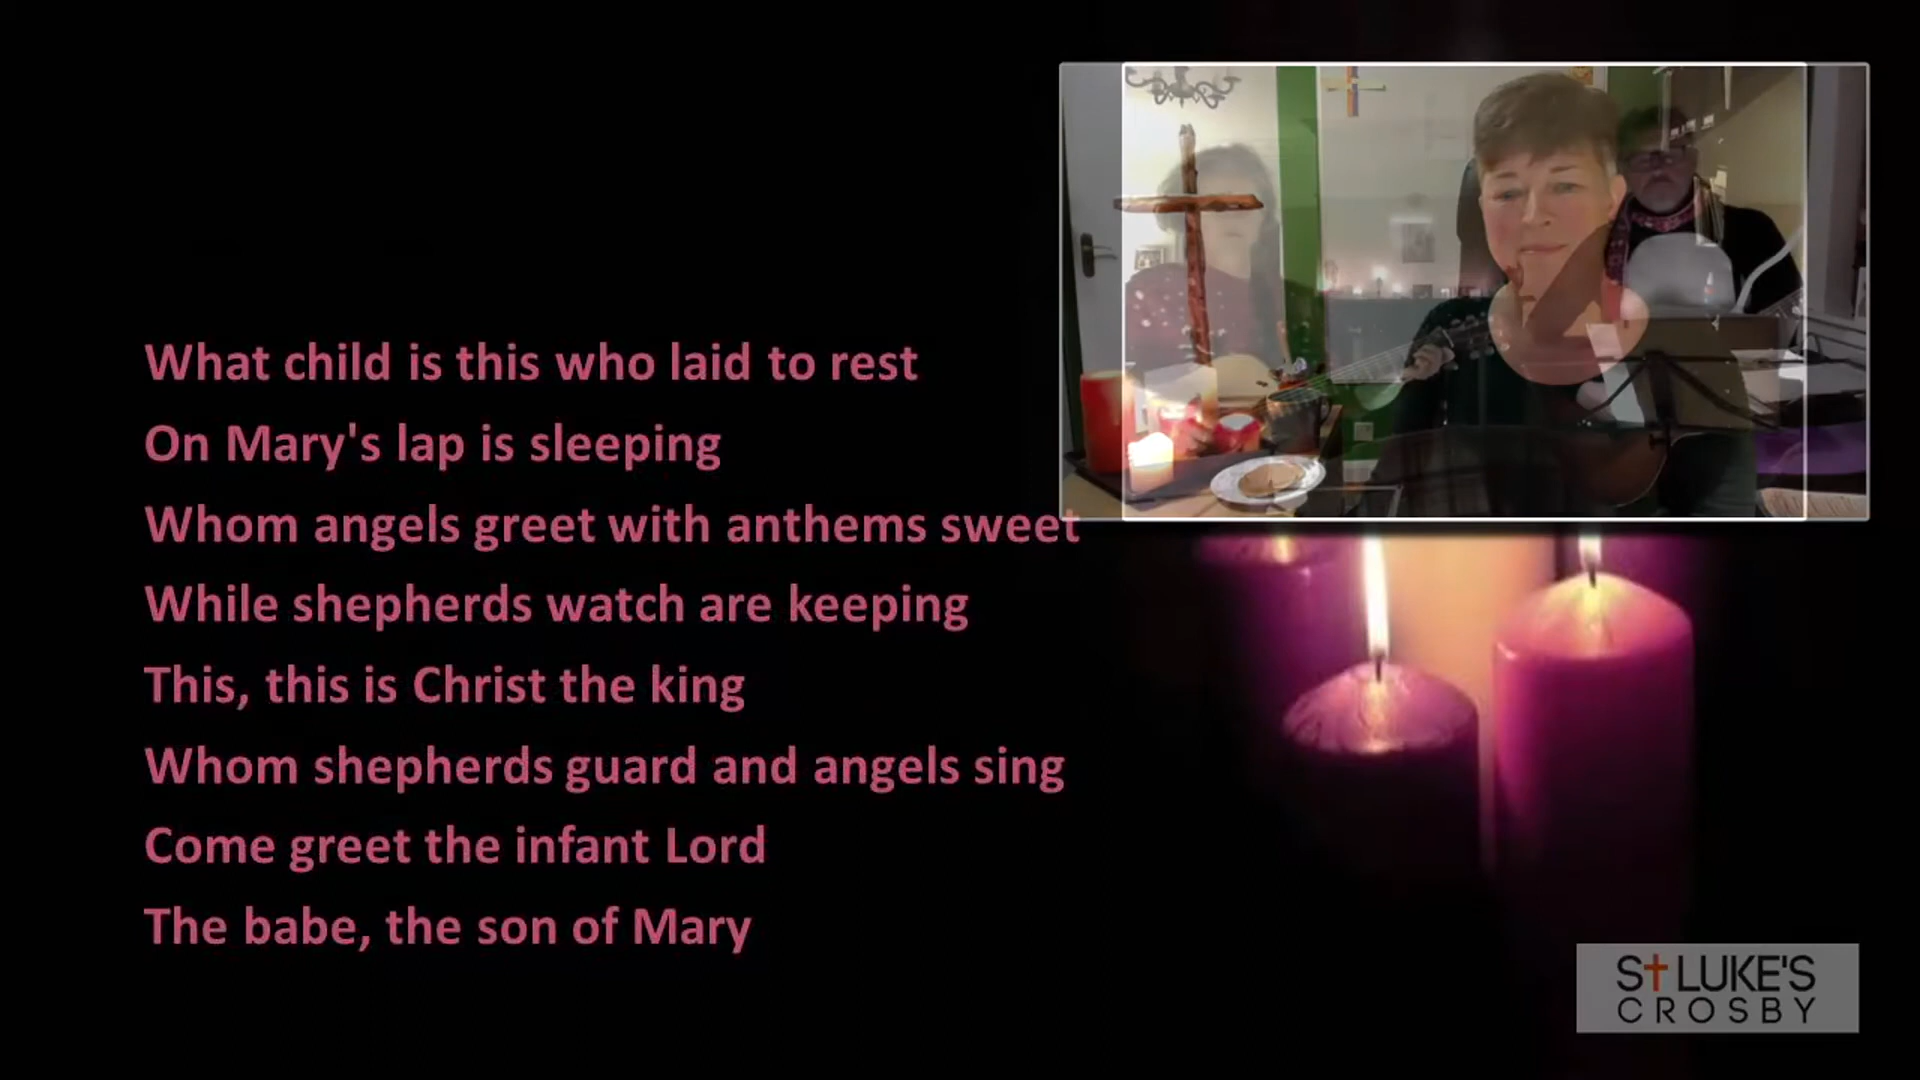 What child is this who laid to rest
On Mary's lap is sleeping
Whom angels greet with anthems sweet
While shepherds watch are keeping
This, this is Christ the king
Whom shepherds guard and angels sing
Come greet the infant Lord
The babe, the son of Mary
St LUKE'S
CROSBY